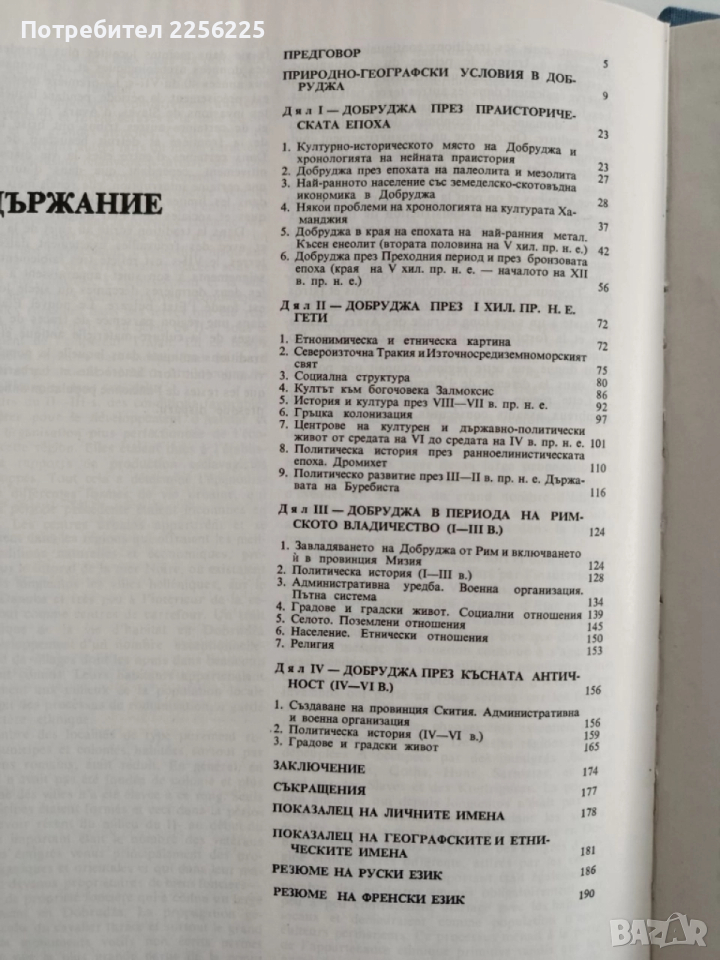 Потребител 2256225
ДЪРЖАНИЕ
ПРЕДГОВОР 5
ПРИРОДНО-ГЕОГРАФСКИ УСЛОВИЯ В ДОБ-
РУДЖА 9
Дял I — ДОБРУДЖА ПРЕЗ ПРАИСТОРИЧЕ-
СКАТА ЕПОХА 23
1. Културно-историческото място на Добруджа и
хронологията на нейната праистория 23
2. Добруджа през епохата на палеолита и мезолита 27
3. Най-ранното население със земеделско-скотовъдна
икономика в Добруджа 28
4. Някои проблеми на хронологията на културата Ха-
манджия 37
5. Добруджа в края на епохата на най-ранния метал.
Късен енеолит (втората половина на V хил. пр. н. е.) 42
6. Добруджа през Преходния период и през бронзовата
епоха (края на V хил. пр. н. е. — началото на XII
в. пр. н. е.) 56
Дял II — ДОБРУДЖА ПРЕЗ I ХИЛ. ПР. Н. Е.
ГЕТИ 72
1. Етнонимическа и етническа картина 72
2. Североизточна Тракия и Източносредиземноморският
свят 75
3. Социална структура 80
4. Култът към богочовека Залмоксис 86
5. История и култура през VIII—VII в. пр. н. е. 92
6. Гръцка колонизация 97
7. Центрове на културен и държавно-политически
живот от средата на VI до средата на IV в. пр. н. е. 101
8. Политическа история през ранноелинистическата
епоха. Дромихет 110
9. Политическо развитие през III—II в. пр. н. е. Държа-
вата на Буребиста 116
Дял III — ДОБРУДЖА В ПЕРИОДА НА РИМ-
СКОТО ВЛАДИЧЕСТВО (I—III В.) 124
1. Завладяването на Добруджа от Рим и включването
ѝ в провинция Мизия 124
2. Политическа история (I—III в.) 128
3. Административна уредба. Военна организация.
Пътна система 134
4. Градове и градски живот. Социални отношения 139
5. Селото. Поземлени отношения 145
6. Население. Етнически отношения 150
7. Религия 153
Дял IV — ДОБРУДЖА ПРЕЗ КЪСНАТА АНТИЧ-
НОСТ (IV—VI В.) 156
1. Създаване на провинция Скития. Административна
и военна организация 156
2. Политическа история (IV—VI в.) 159
3. Градове и градски живот 165
ЗАКЛЮЧЕНИЕ 174
СЪКРАЩЕНИЯ 177
ПОКАЗАЛЕЦ НА ЛИЧНИТЕ ИМЕНА 178
ПОКАЗАЛЕЦ НА ГЕОГРАФСКИТЕ И ЕТНИ-
ЧЕСКИТЕ ИМЕНА 181
РЕЗЮМЕ НА РУСКИ ЕЗИК 186
РЕЗЮМЕ НА ФРЕНСКИ ЕЗИК 190
BAZAR